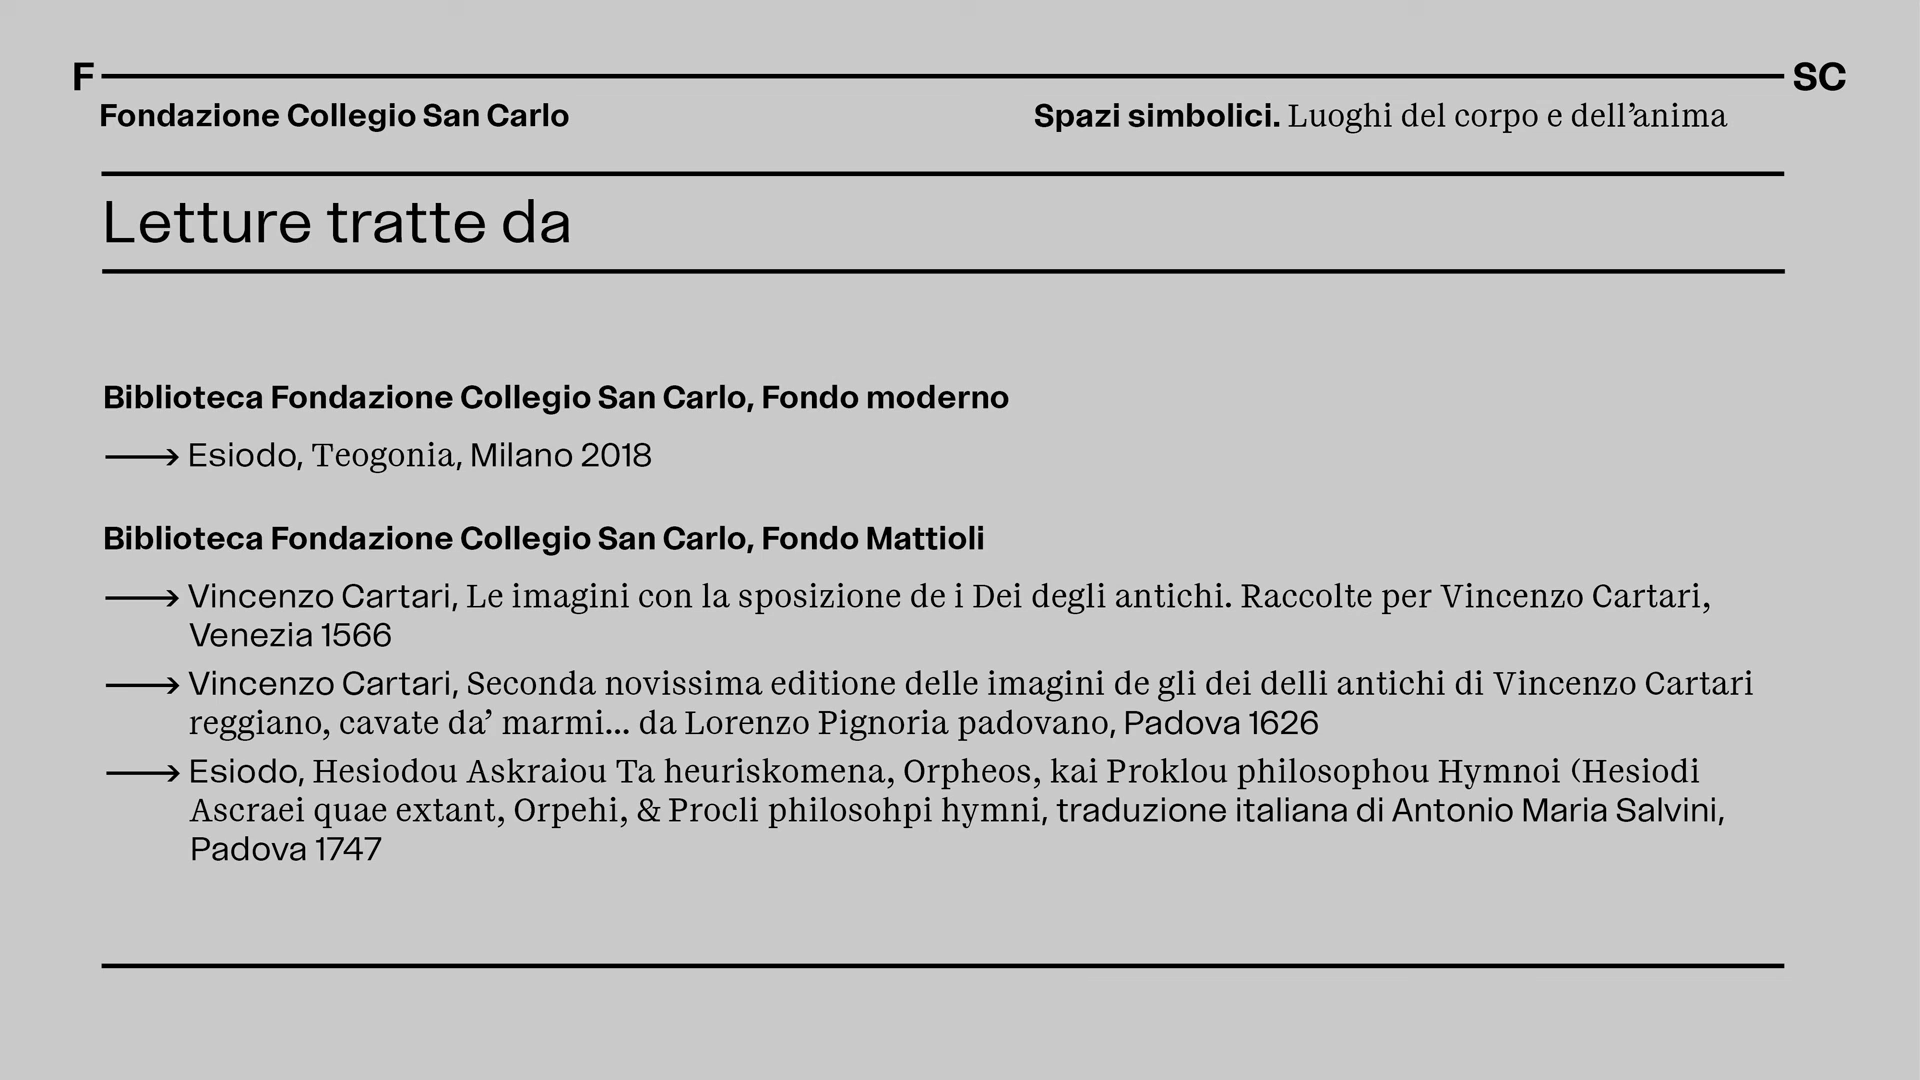 F SC
Fondazione Collegio San Carlo
Spazi simbolici. Luoghi del corpo e dell’anima
Letture tratte da
Biblioteca Fondazione Collegio San Carlo, Fondo moderno
⟶ Esiodo, Teogonia, Milano 2018
Biblioteca Fondazione Collegio San Carlo, Fondo Mattioli
⟶ Vincenzo Cartari, Le imagini con la sposizione de i Dei degli antichi. Raccolte per Vincenzo Cartari,
Venezia 1566
⟶ Vincenzo Cartari, Seconda novissima editione delle imagini de gli dei delli antichi di Vincenzo Cartari
reggiano, cavate da’ marmi... da Lorenzo Pignoria padovano, Padova 1626
⟶ Esiodo, Hesiodou Askraiou Ta heuriskomena, Orpheos, kai Proklou philosophou Hymnoi (Hesiodi
Ascraei quae extant, Orpehi, & Procli philosohpi hymni, traduzione italiana di Antonio Maria Salvini,
Padova 1747